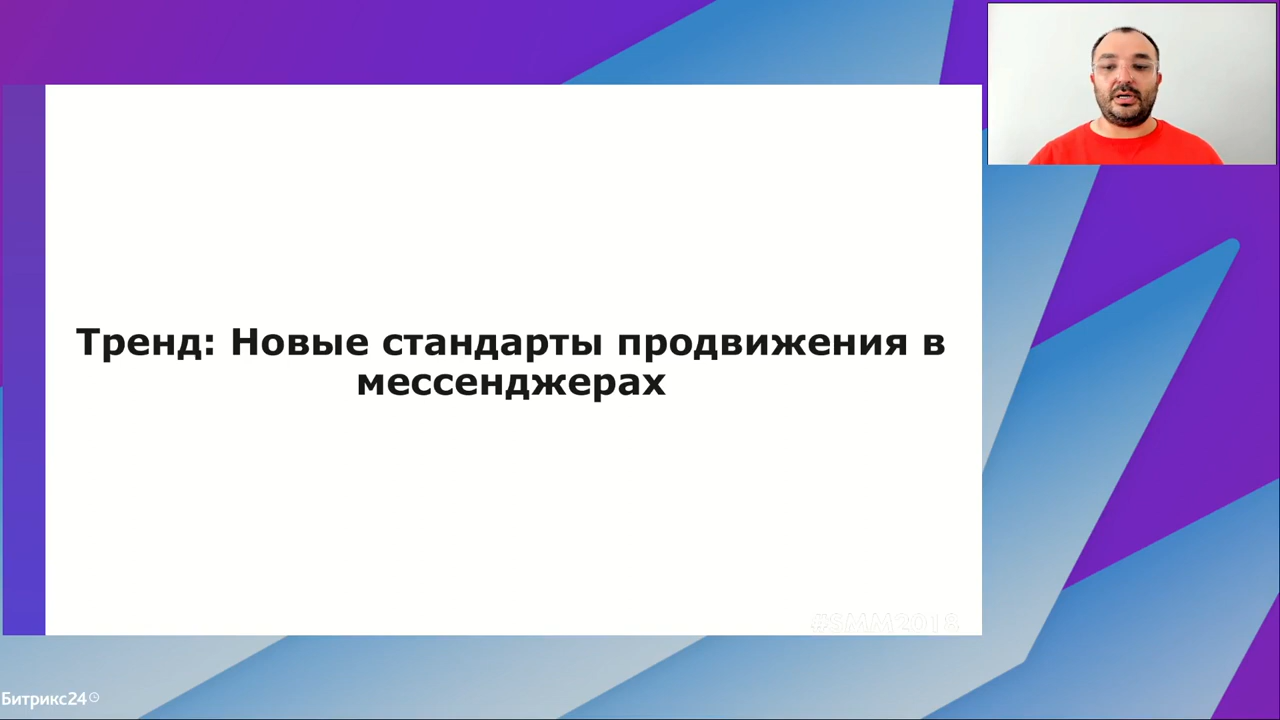 Тренд: Новые стандарты продвижения в
мессенджерах
#SMM2018
Битрикс24